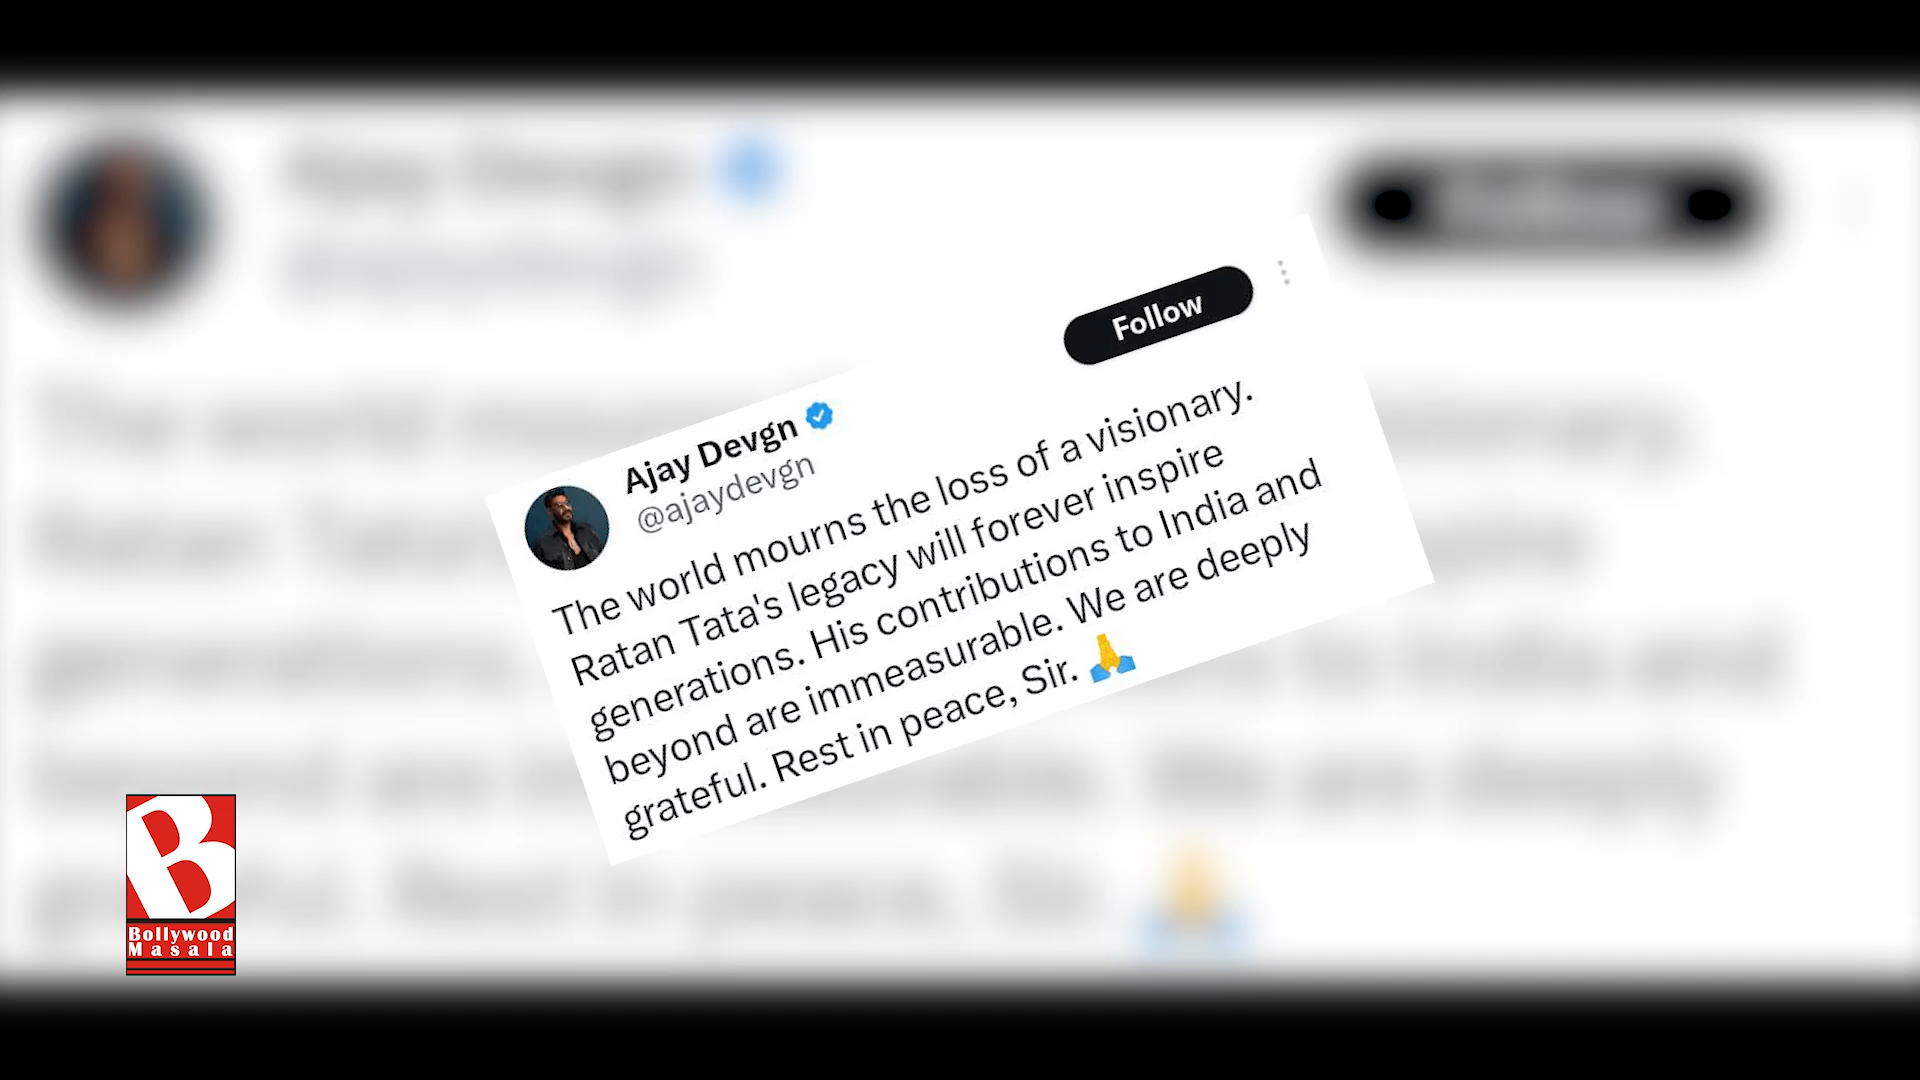 Ajay Devgn
@ajaydevgn
Follow
The world mourns the loss of a visionary.
Ratan Tata's legacy will forever inspire
generations. His contributions to India and
beyond are immeasurable. We are deeply
grateful. Rest in peace, Sir. 🙏
B
Bollywood
Masala